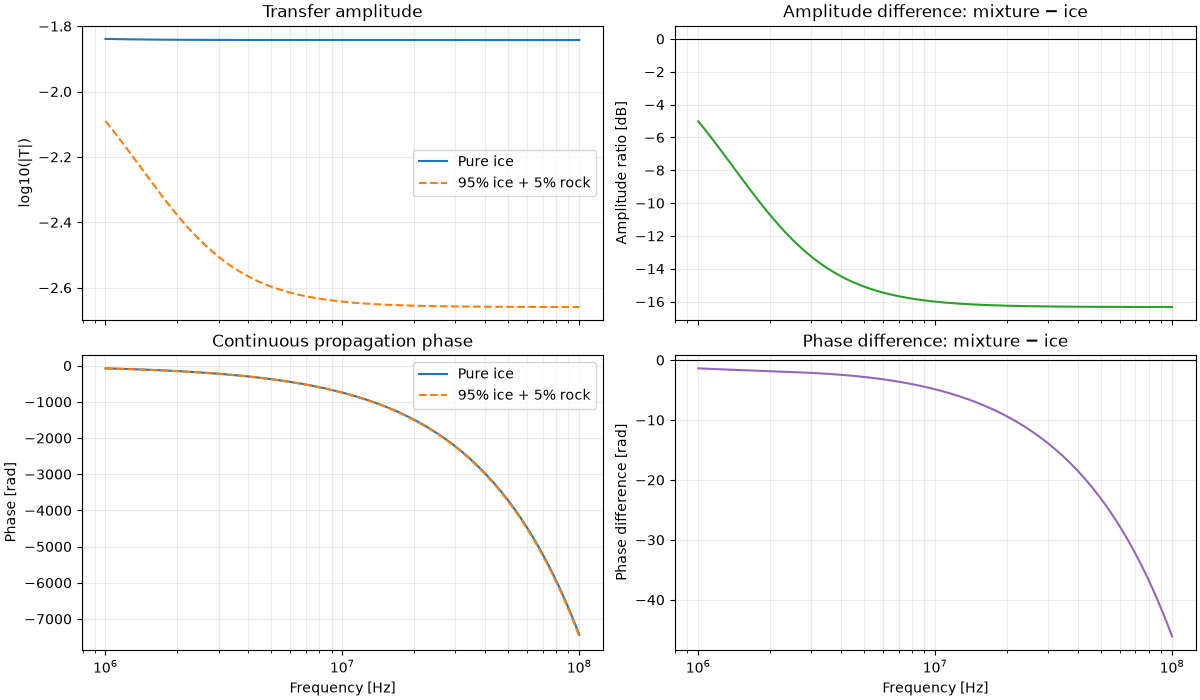 Transfer amplitude
log10(|T|)
−1.8
−2.0
−2.2
−2.4
−2.6
Pure ice
95% ice + 5% rock
Amplitude difference: mixture − ice
Amplitude ratio [dB]
0
−2
−4
−6
−8
−10
−12
−14
−16
Continuous propagation phase
Phase [rad]
0
−1000
−2000
−3000
−4000
−5000
−6000
−7000
Pure ice
95% ice + 5% rock
10⁶
10⁷
10⁸
Frequency [Hz]
Phase difference: mixture − ice
Phase difference [rad]
0
−10
−20
−30
−40
10⁶
10⁷
10⁸
Frequency [Hz]